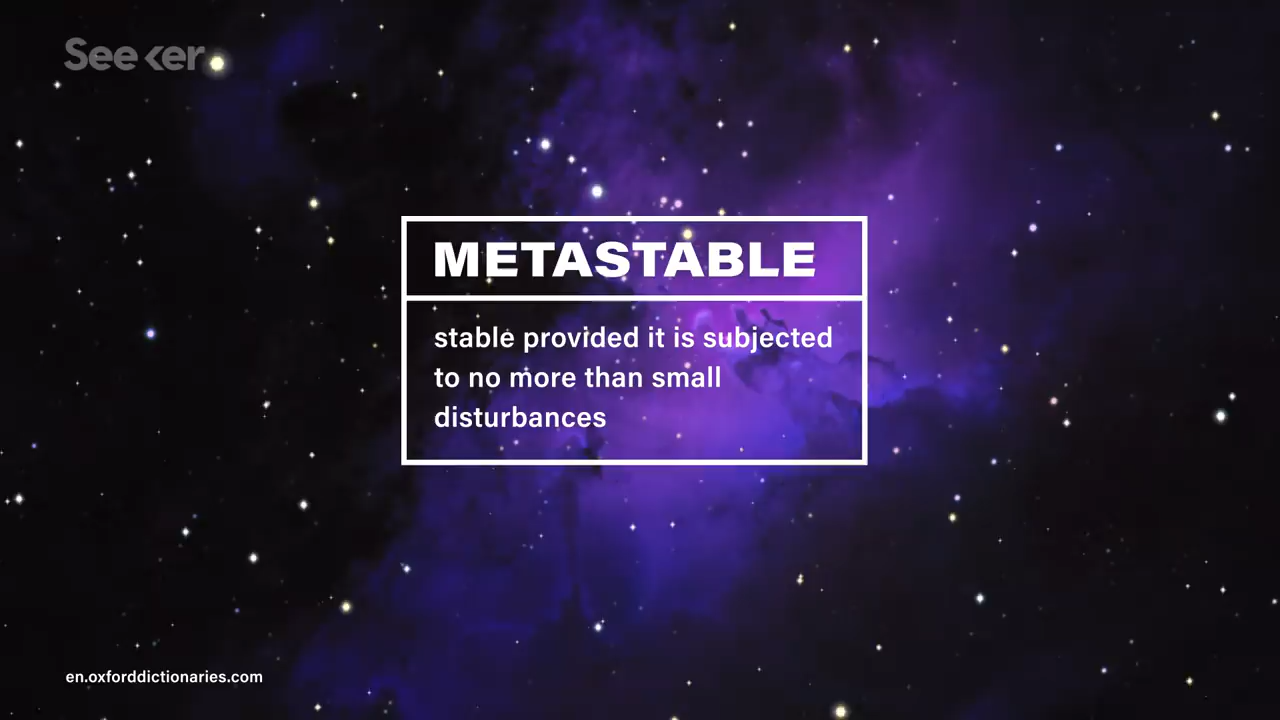 Seeker
METASTABLE
stable provided it is subjected
to no more than small
disturbances
en.oxforddictionaries.com